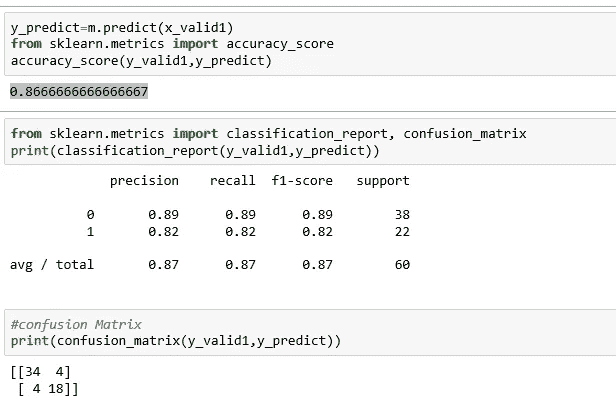 y_predict=m.predict(x_valid1)
from sklearn.metrics import accuracy_score
accuracy_score(y_valid1,y_predict)
0.8666666666666667
from sklearn.metrics import classification_report, confusion_matrix
print(classification_report(y_valid1,y_predict))
precision recall f1-score support
0 0.89 0.89 0.89 38
1 0.82 0.82 0.82 22
avg / total 0.87 0.87 0.87 60
#confusion Matrix
print(confusion_matrix(y_valid1,y_predict))
[[34 4]
[ 4 18]]